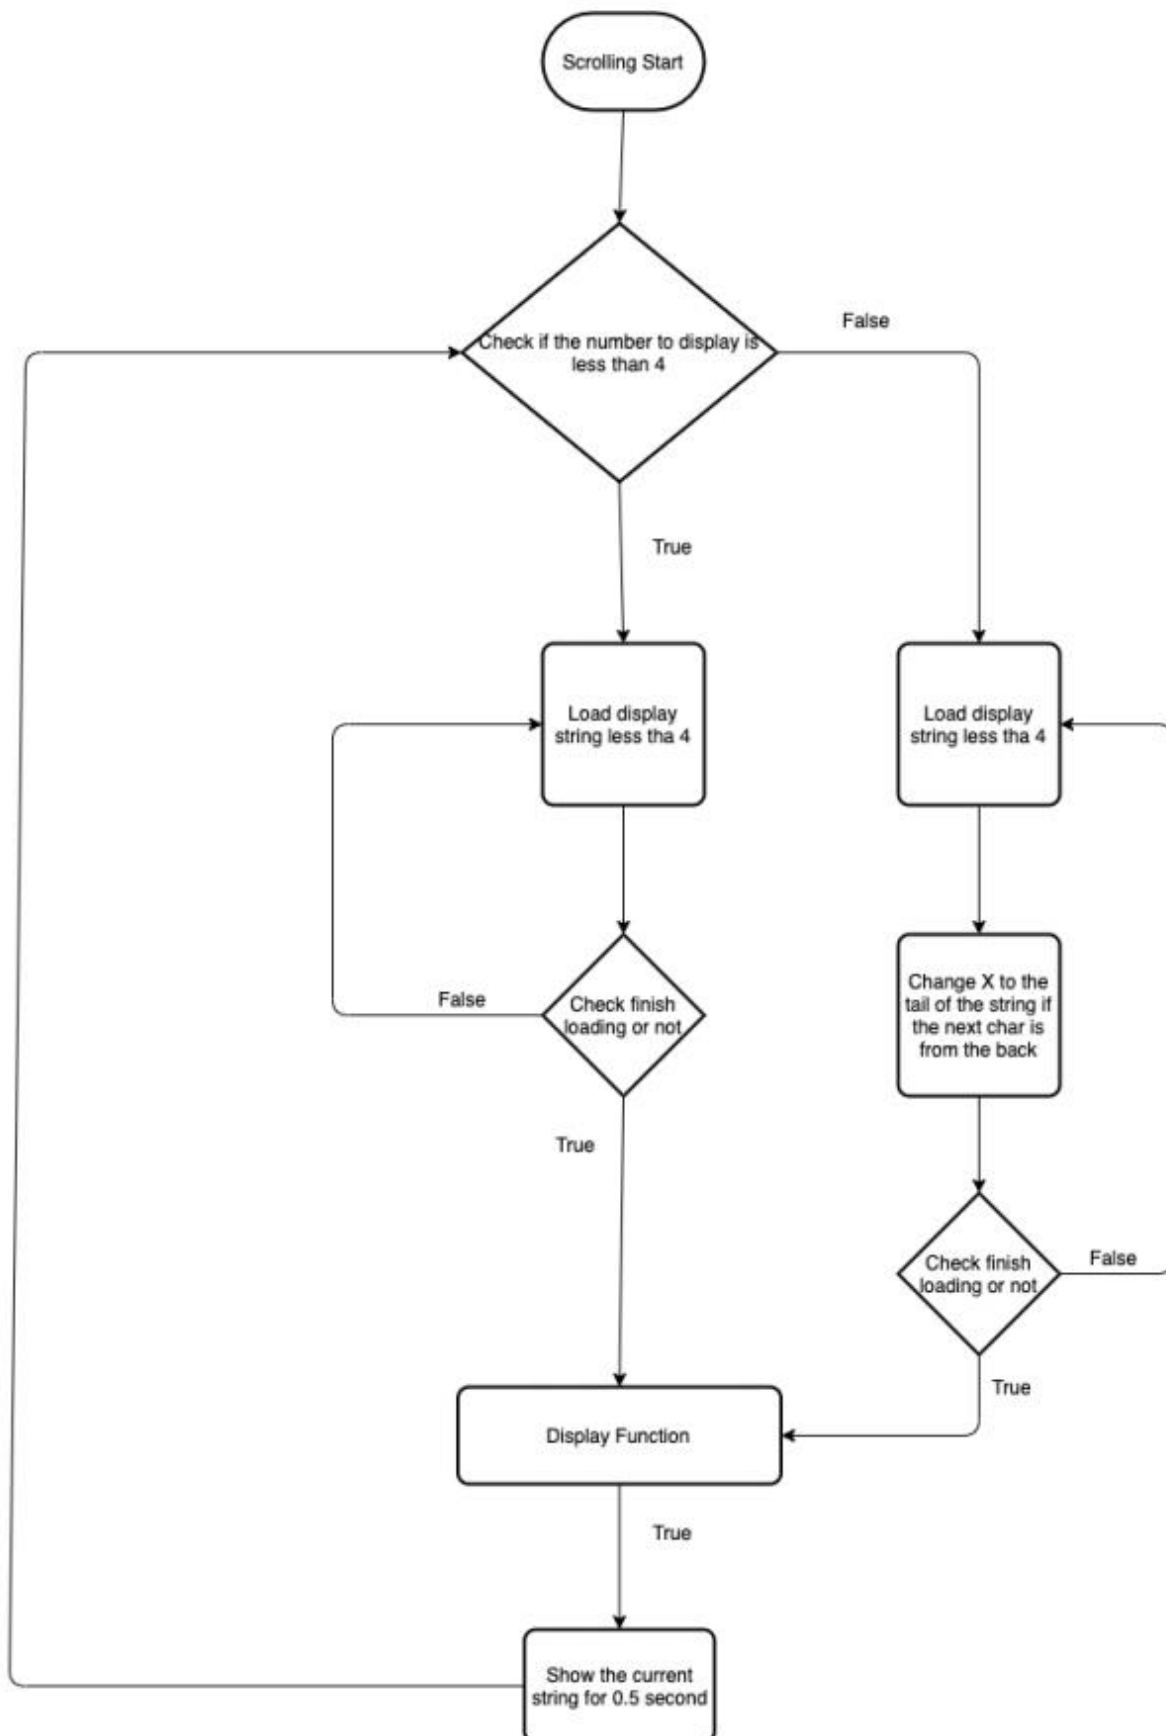 Scrolling Start
False
Check if the number to display is
less than 4
True
Load display
string less tha 4
Load display
string less tha 4
Change X to the
tail of the string if
the next char is
from the back
False
Check finish
loading or not
True
Check finish
loading or not
False
True
Display Function
True
Show the current
string for 0.5 second